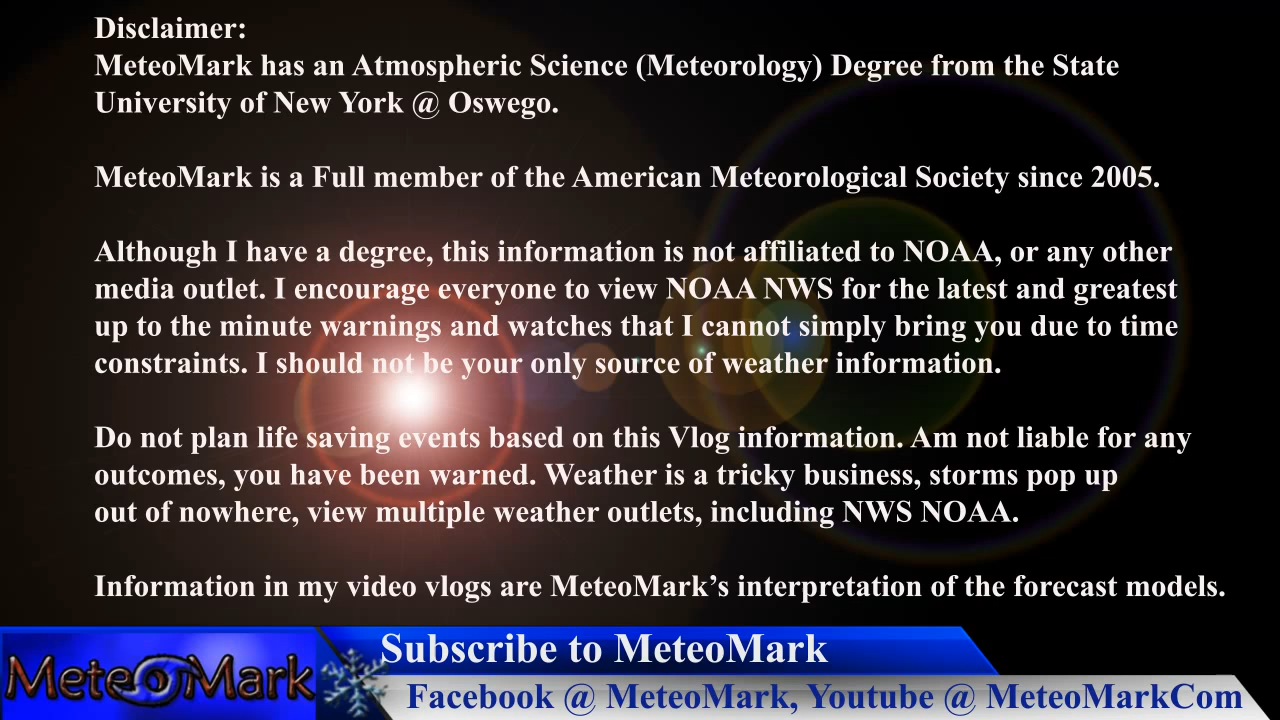 Disclaimer:
MeteoMark has an Atmospheric Science (Meteorology) Degree from the State
University of New York @ Oswego.
MeteoMark is a Full member of the American Meteorological Society since 2005.
Although I have a degree, this information is not affiliated to NOAA, or any other
media outlet. I encourage everyone to view NOAA NWS for the latest and greatest
up to the minute warnings and watches that I cannot simply bring you due to time
constraints. I should not be your only source of weather information.
Do not plan life saving events based on this Vlog information. Am not liable for any
outcomes, you have been warned. Weather is a tricky business, storms pop up
out of nowhere, view multiple weather outlets, including NWS NOAA.
Information in my video vlogs are MeteoMark’s interpretation of the forecast models.
Subscribe to MeteoMark
MeteoMark
Facebook @ MeteoMark, Youtube @ MeteoMarkCom